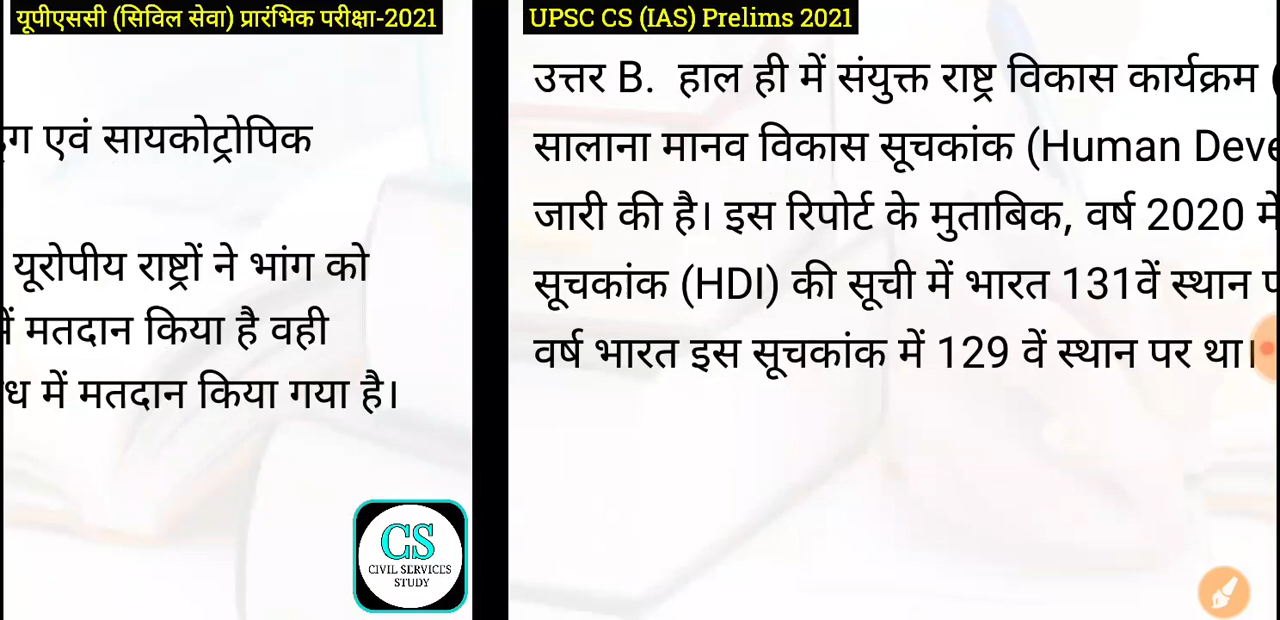 यूपीएससी (सिविल सेवा) प्रारंभिक परीक्षा-2021
एवं सायकोट्रोपिक
यूरोपीय राष्ट्रों ने भांग को
में मतदान किया है वही
में मतदान किया गया है।
CS
CIVIL SERVICES
STUDY
UPSC CS (IAS) Prelims 2021
उत्तर B. हाल ही में संयुक्त राष्ट्र विकास कार्यक्रम (
सालाना मानव विकास सूचकांक (Human Deve
जारी की है। इस रिपोर्ट के मुताबिक, वर्ष 2020 में
सूचकांक (HDI) की सूची में भारत 131वें स्थान
वर्ष भारत इस सूचकांक में 129 वें स्थान पर था।